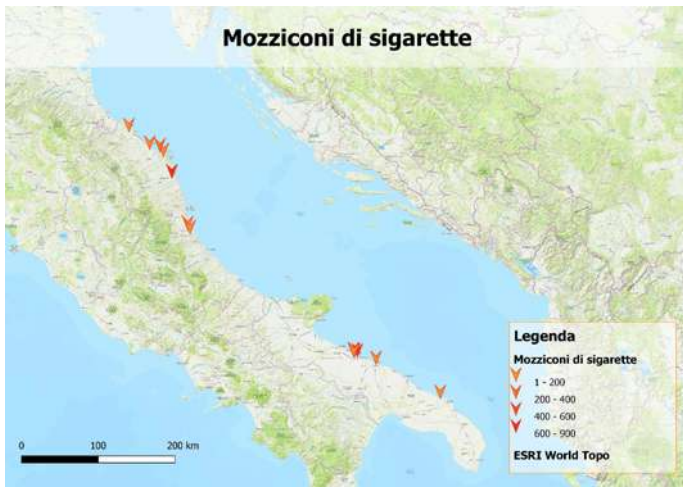 Mozziconi di sigarette
Legenda
Mozziconi di sigarette
1 - 200
200 - 400
400 - 600
600 - 900
ESRI World Topo
0 100 200 km